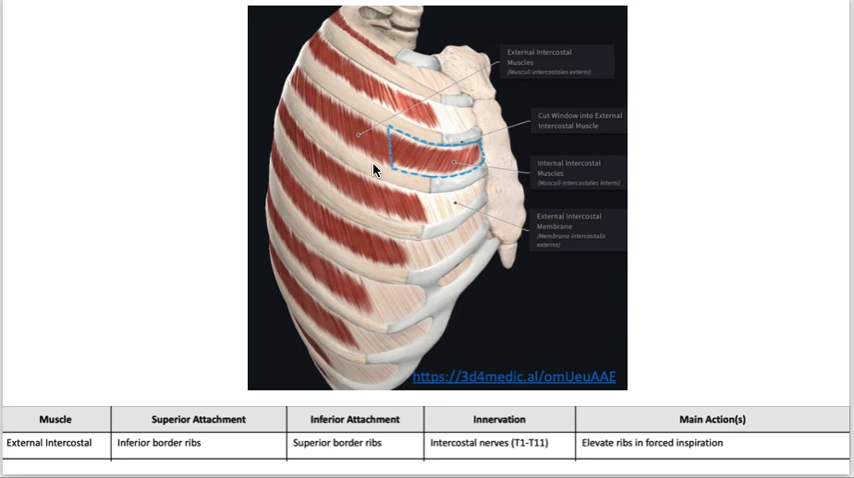 External Intercostal
Muscles
(Musculi intercostales externi)
Cut Window into External
Intercostal Muscle
Internal Intercostal
Muscles
(Musculi intercostales interni)
External Intercostal
Membrane
(Membrana intercostalis
externa)
https://3d4medic.al/omUeuAAE
Muscle Superior Attachment Inferior Attachment Innervation Main Action(s)
External Intercostal Inferior border ribs Superior border ribs Intercostal nerves (T1-T11) Elevate ribs in forced inspiration